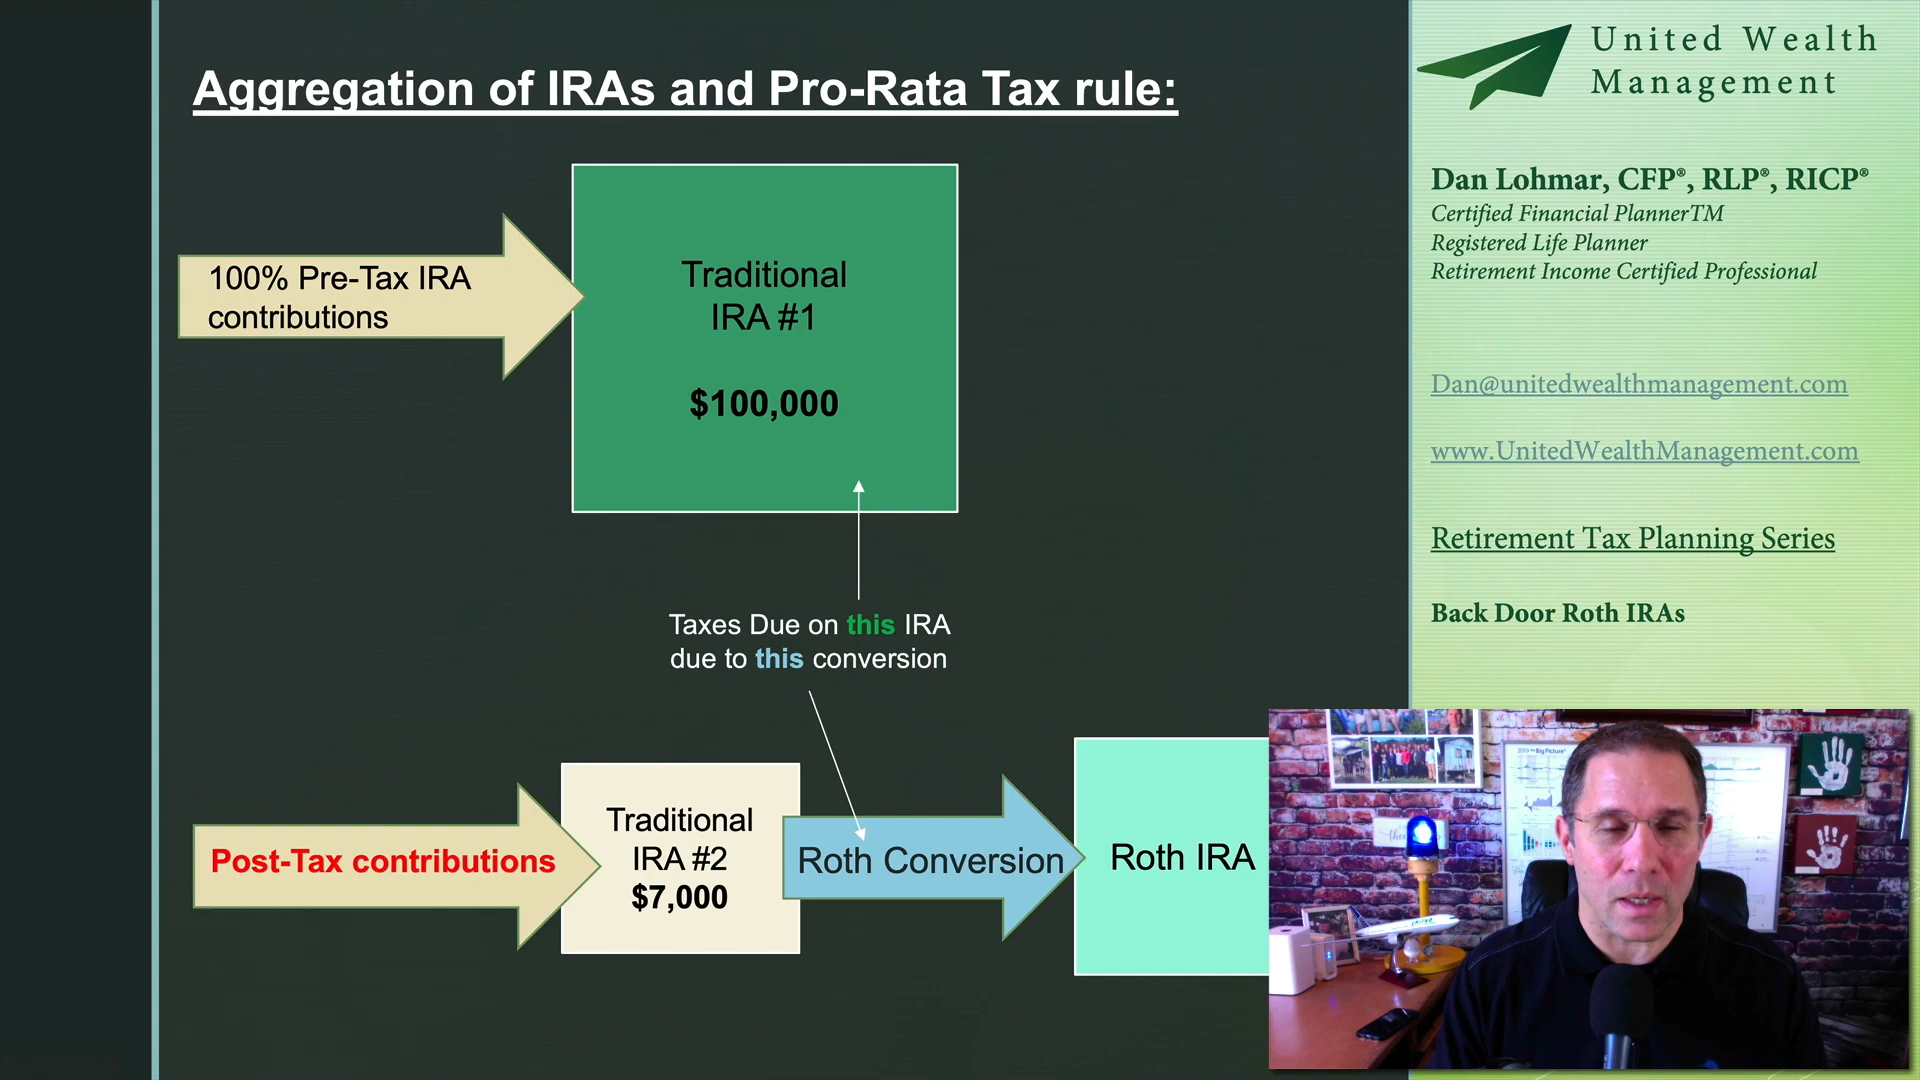 Aggregation of IRAs and Pro-Rata Tax rule:
100% Pre-Tax IRA
contributions
Traditional
IRA #1
$100,000
Taxes Due on this IRA
due to this conversion
Post-Tax contributions
Traditional
IRA #2
$7,000
Roth Conversion
Roth IRA
United Wealth
Management
Dan Lohmar, CFP®, RLP®, RICP®
Certified Financial PlannerTM
Registered Life Planner
Retirement Income Certified Professional
Dan@unitedwealthmanagement.com
www.UnitedWealthManagement.com
Retirement Tax Planning Series
Back Door Roth IRAs
UNITED